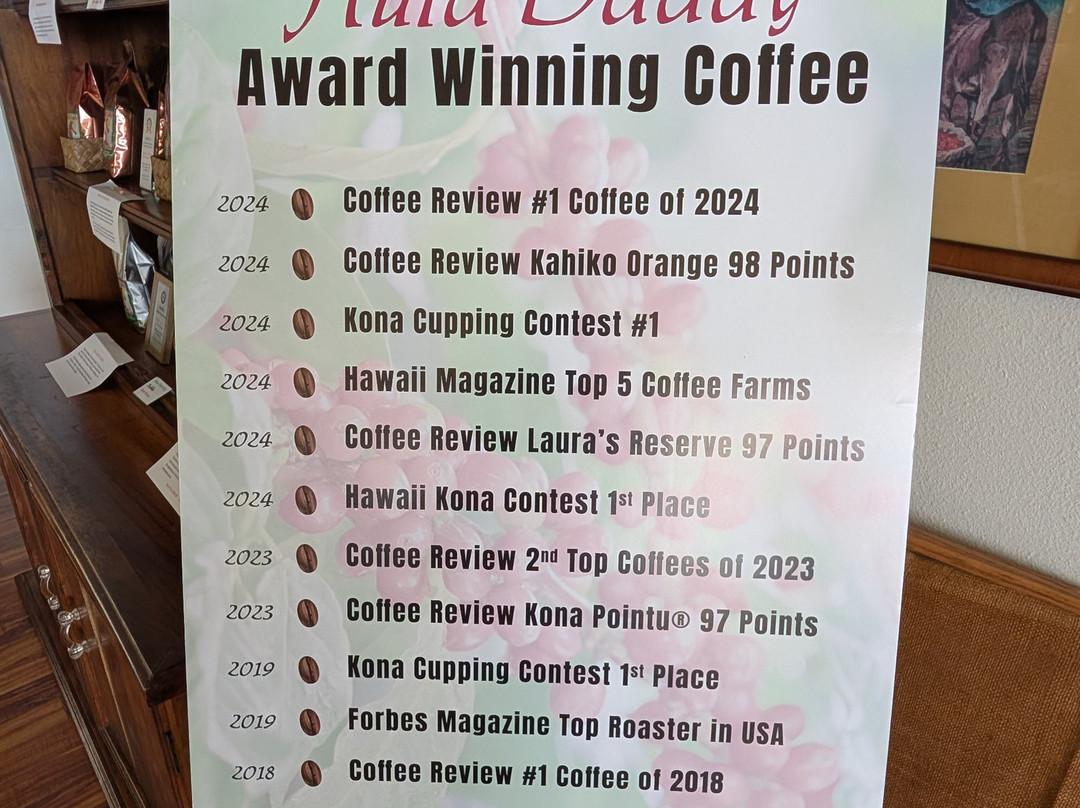 Hula Daddy
Award Winning Coffee
2024 Coffee Review #1 Coffee of 2024
2024 Coffee Review Kahiko Orange 98 Points
2024 Kona Cupping Contest #1
2024 Hawaii Magazine Top 5 Coffee Farms
2024 Coffee Review Laura's Reserve 97 Points
2024 Hawaii Kona Contest 1st Place
2023 Coffee Review 2nd Top Coffees of 2023
2023 Coffee Review Kona Pointu® 97 Points
2019 Kona Cupping Contest 1st Place
2019 Forbes Magazine Top Roaster in USA
2018 Coffee Review #1 Coffee of 2018